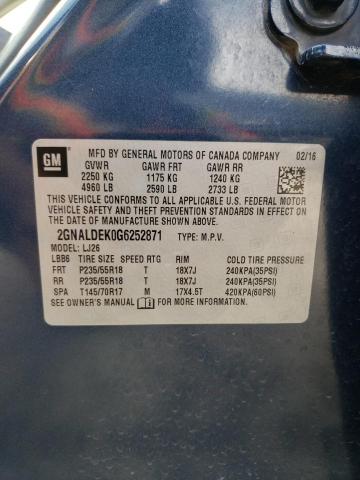 GM
MFD BY GENERAL MOTORS OF CANADA COMPANY 02/16
GVWR GAWR FRT GAWR RR
2250 KG 1175 KG 1240 KG
4960 LB 2590 LB 2733 LB
THIS VEHICLE CONFORMS TO ALL APPLICABLE U.S. FEDERAL MOTOR
VEHICLE SAFETY, BUMPER, AND THEFT PREVENTION STANDARDS IN
EFFECT ON THE DATE OF MANUFACTURE SHOWN ABOVE.
2GNALDEK0G6252871 TYPE: M.P.V.
MODEL: LJ26
LBB6 TIRE SIZE SPEED RTG RIM COLD TIRE PRESSURE
FRT P235/55R18 T 18X7J 240KPA(35PSI)
RR P235/55R18 T 18X7J 240KPA(35PSI)
SPA T145/70R17 M 17X4.5T 420KPA(60PSI)
SEE OWNER'S MANUAL FOR MORE INFORMATION.